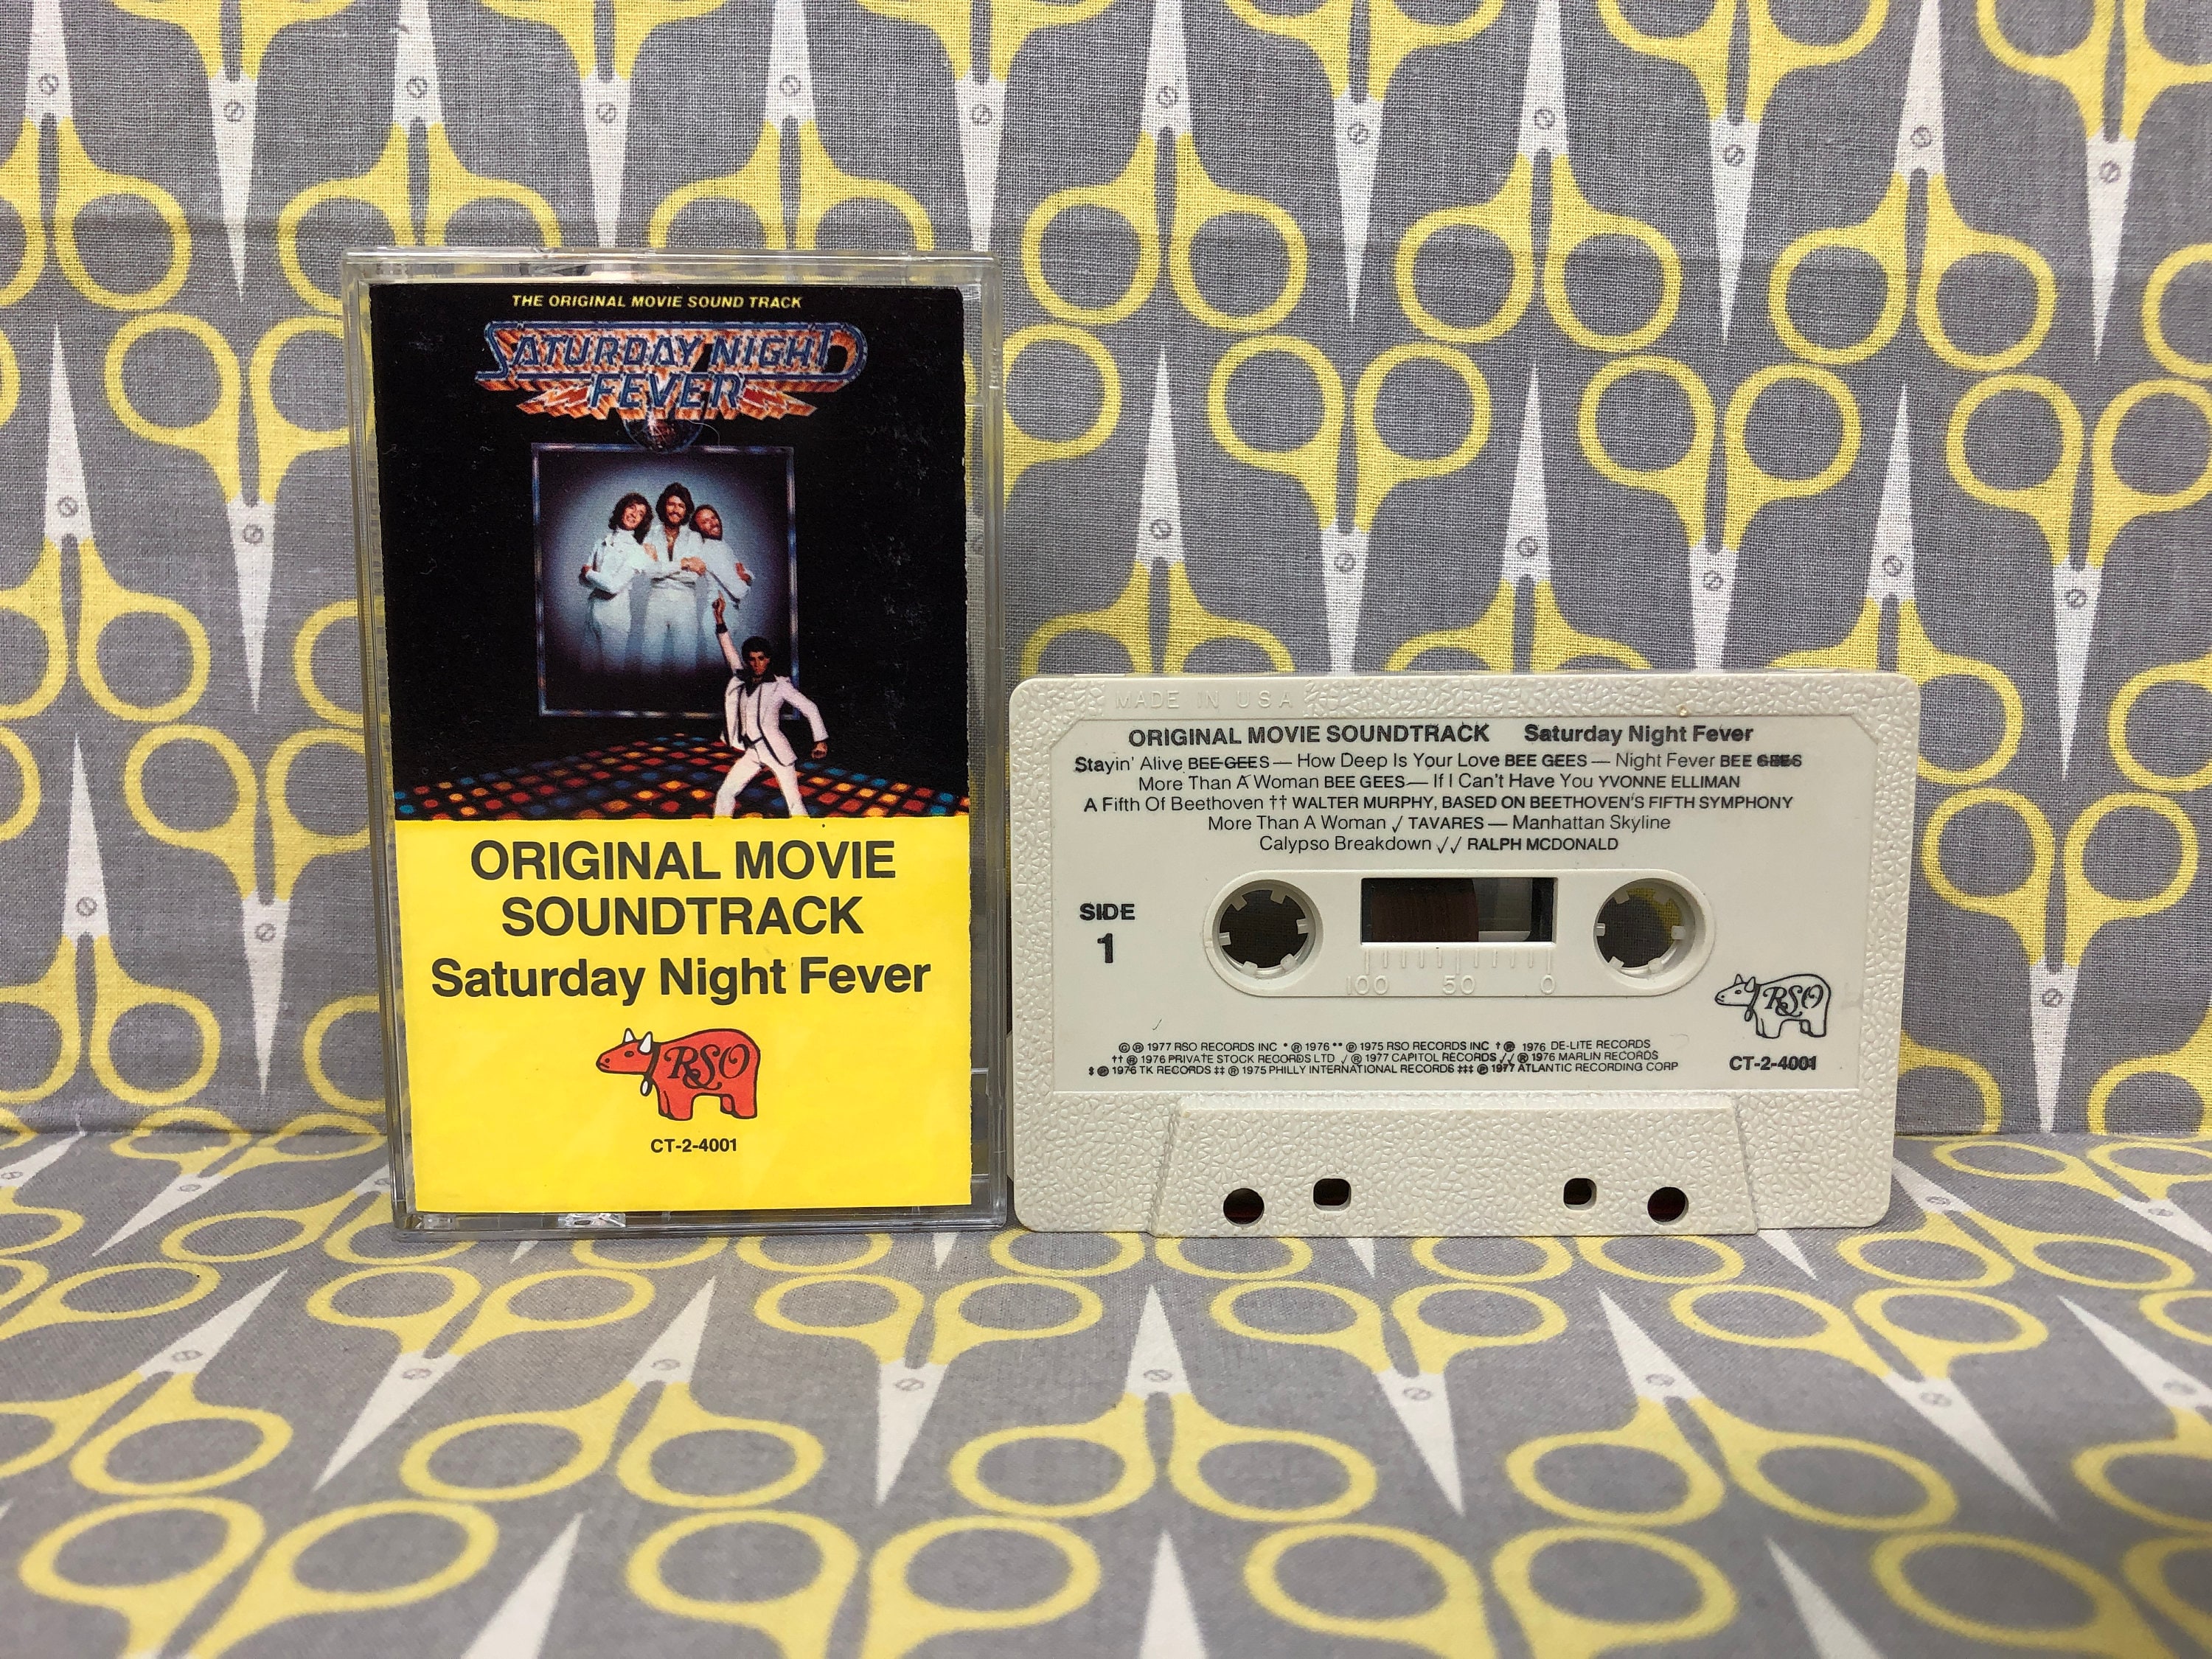 THE ORIGINAL MOVIE SOUND TRACK
SATURDAY NIGHT
FEVER
ORIGINAL MOVIE
SOUNDTRACK
Saturday Night Fever
RSO
CT-2-4001
MADE IN USA
ORIGINAL MOVIE SOUNDTRACK Saturday Night Fever
Stayin' Alive BEE GEES — How Deep Is Your Love BEE GEES — Night Fever BEE GEES
More Than A Woman BEE GEES — If I Can't Have You YVONNE ELLIMAN
A Fifth Of Beethoven †† WALTER MURPHY, BASED ON BEETHOVEN'S FIFTH SYMPHONY
More Than A Woman √ TAVARES — Manhattan Skyline
Calypso Breakdown √√ RALPH MCDONALD
SIDE
1
100 50 0
RSO
CT-2-4001
© ℗ 1977 RSO RECORDS INC * ℗ 1976 ** ℗ 1975 RSO RECORDS INC † ℗ 1976 DE-LITE RECORDS
†† ℗ 1976 PRIVATE STOCK RECORDS LTD √ ℗ 1977 CAPITOL RECORDS √√ ℗ 1976 MARLIN RECORDS
‡ ℗ 1976 TK RECORDS ‡‡ ℗ 1975 PHILLY INTERNATIONAL RECORDS ‡‡‡ ℗ 1977 ATLANTIC RECORDING CORP